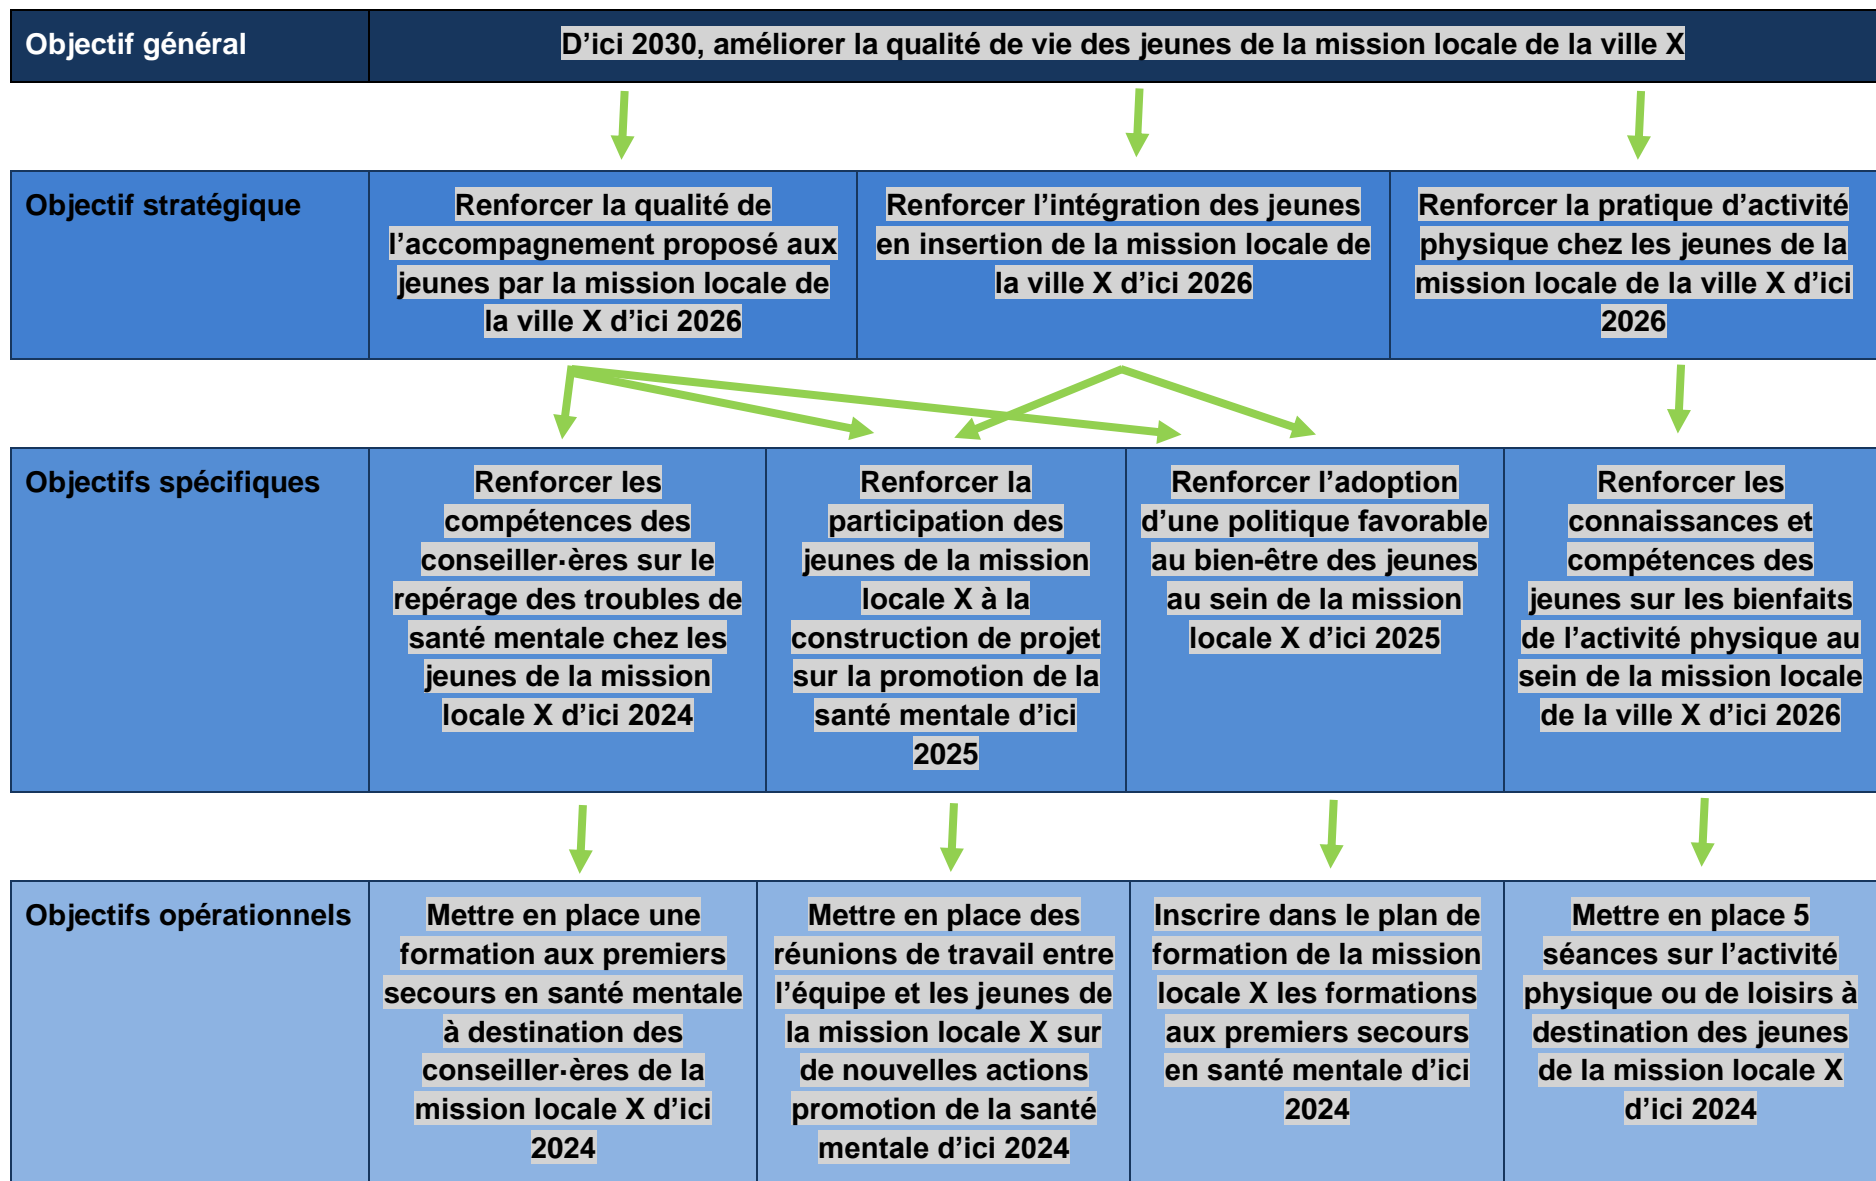 Objectif général
D’ici 2030, améliorer la qualité de vie des jeunes de la mission locale de la ville X
Objectif stratégique
Renforcer la qualité de
l’accompagnement proposé aux
jeunes par la mission locale de
la ville X d’ici 2026
Renforcer l’intégration des jeunes
en insertion de la mission locale de
la ville X d’ici 2026
Renforcer la pratique d’activité
physique chez les jeunes de la
mission locale de la ville X d’ici
2026
Objectifs spécifiques
Renforcer les
compétences des
conseiller·ères sur le
repérage des troubles de
santé mentale chez les
jeunes de la mission
locale X d’ici 2024
Renforcer la
participation des
jeunes de la mission
locale X à la
construction de projet
sur la promotion de la
santé mentale d’ici
2025
Renforcer l’adoption
d’une politique favorable
au bien-être des jeunes
au sein de la mission
locale X d’ici 2025
Renforcer les
connaissances et
compétences des
jeunes sur les bienfaits
de l’activité physique au
sein de la mission locale
de la ville X d’ici 2026
Objectifs opérationnels
Mettre en place une
formation aux premiers
secours en santé mentale
à destination des
conseiller·ères de la
mission locale X d’ici
2024
Mettre en place des
réunions de travail entre
l’équipe et les jeunes de
la mission locale X sur
de nouvelles actions
promotion de la santé
mentale d’ici 2024
Inscrire dans le plan de
formation de la mission
locale X les formations
aux premiers secours
en santé mentale d’ici
2024
Mettre en place 5
séances sur l’activité
physique ou de loisirs à
destination des jeunes
de la mission locale X
d’ici 2024